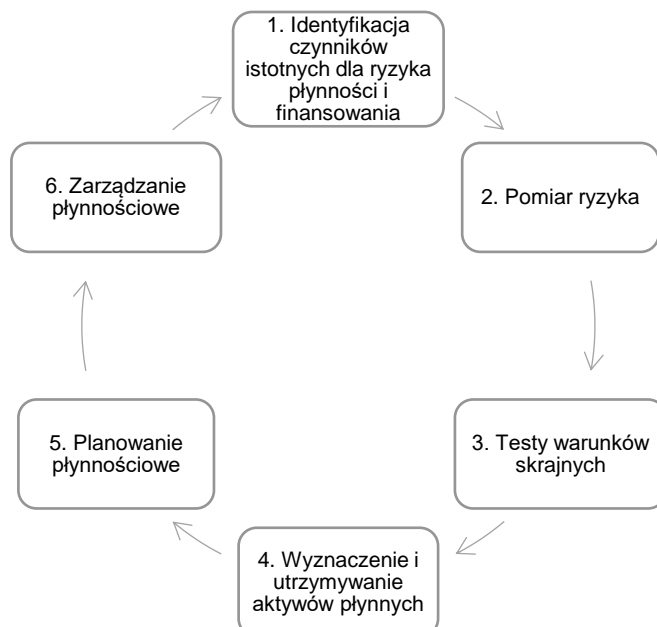 1. Identyfikacja
czynników
istotnych dla ryzyka
płynności i
finansowania
2. Pomiar ryzyka
3. Testy warunków
skrajnych
4. Wyznaczenie i
utrzymywanie
aktywów płynnych
5. Planowanie
płynnościowe
6. Zarządzanie
płynnościowe